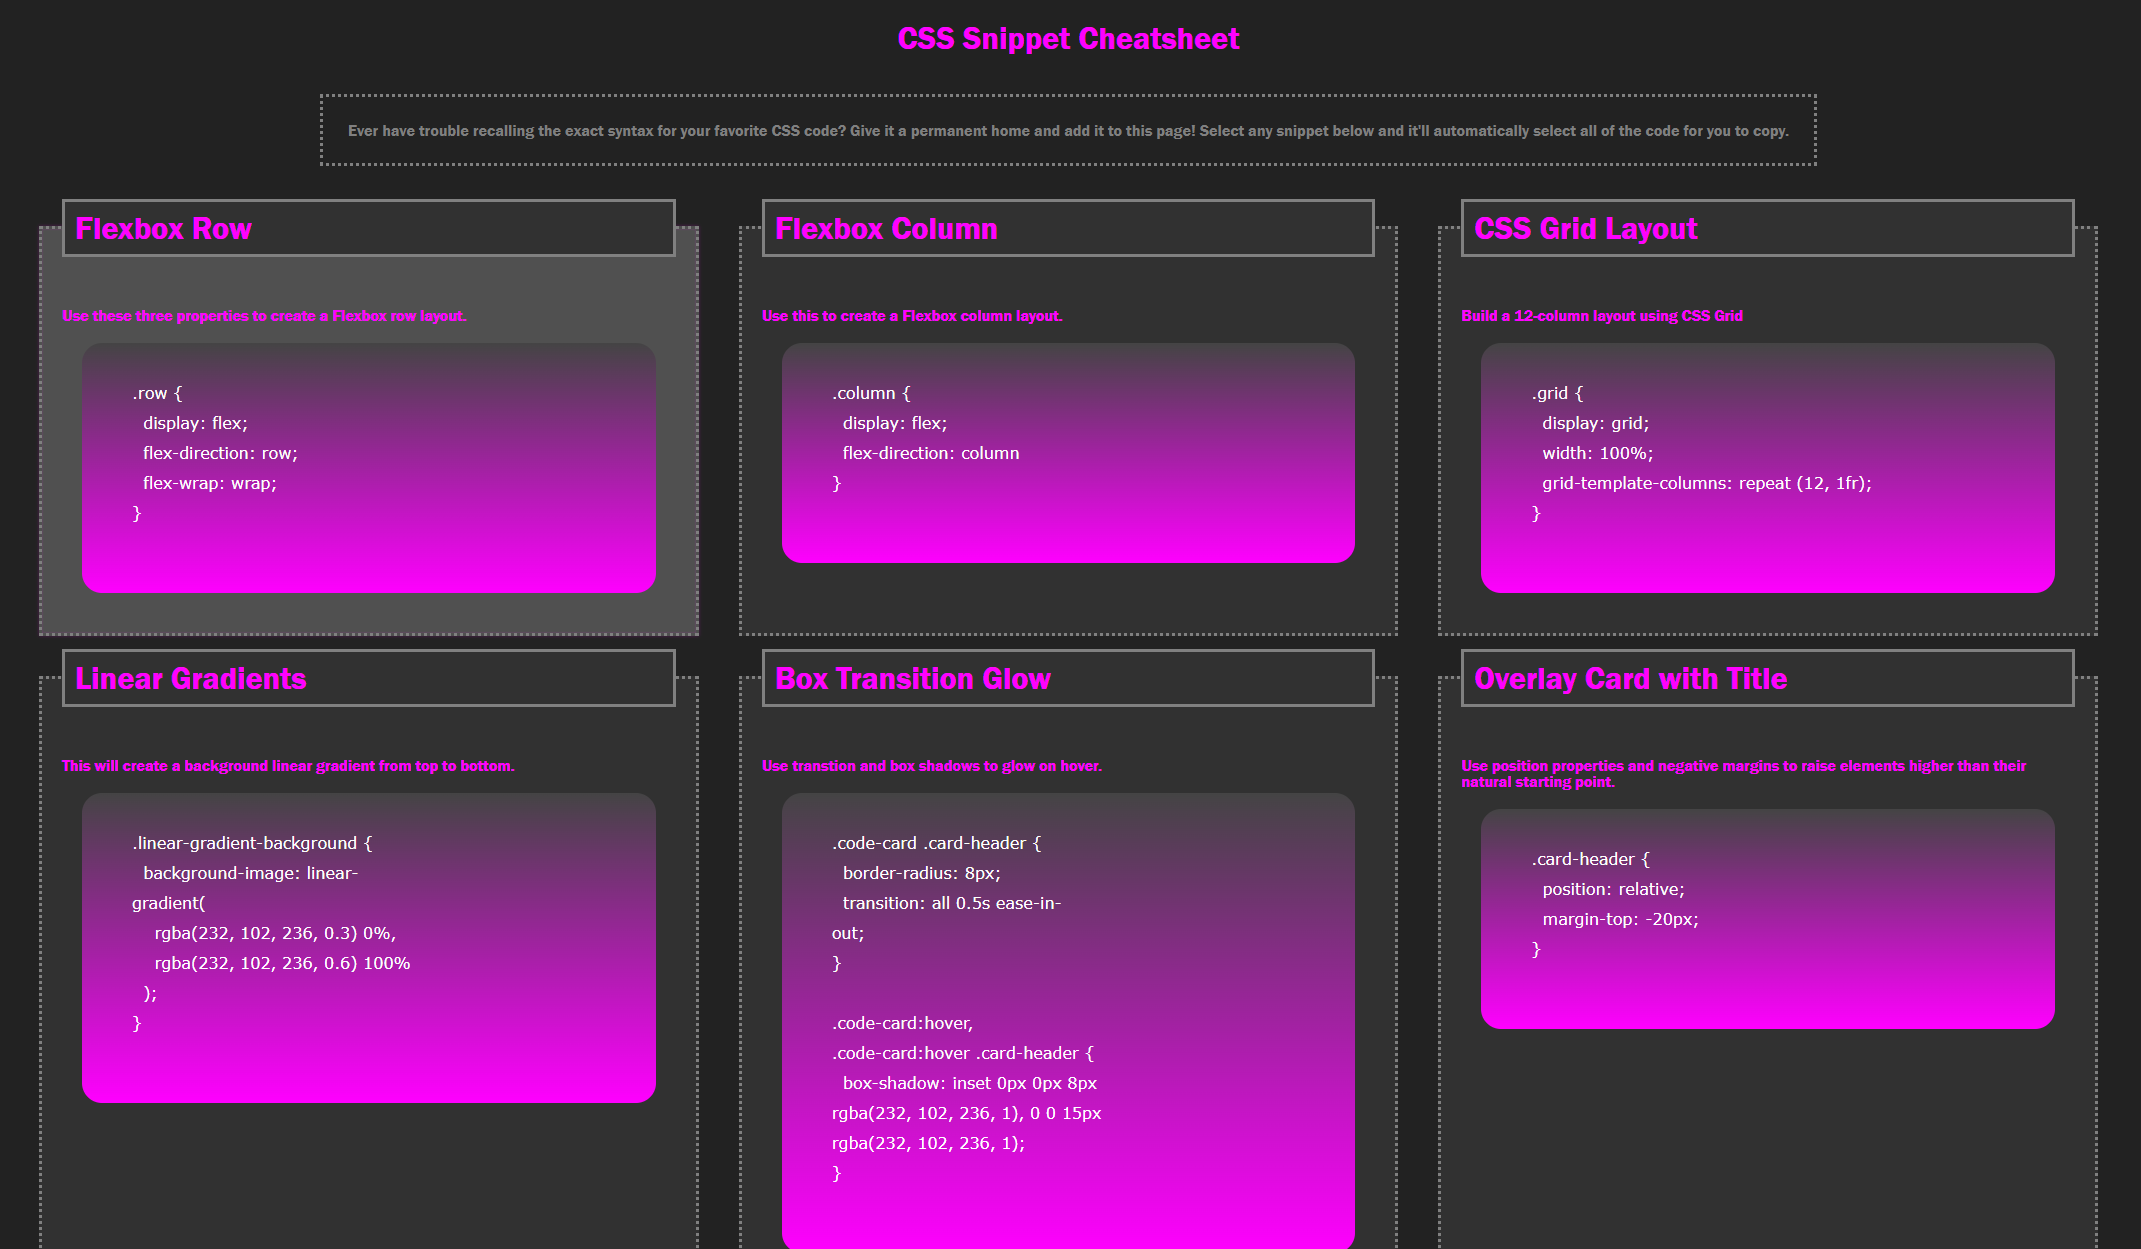 CSS Snippet Cheatsheet
Ever have trouble recalling the exact syntax for your favorite CSS code? Give it a permanent home and add it to this page! Select any snippet below and it'll automatically select all of the code for you to copy.
Flexbox Row
Use these three properties to create a Flexbox row layout.
.row {
display: flex;
flex-direction: row;
flex-wrap: wrap;
}
Flexbox Column
Use this to create a Flexbox column layout.
.column {
display: flex;
flex-direction: column
}
CSS Grid Layout
Build a 12-column layout using CSS Grid
.grid {
display: grid;
width: 100%;
grid-template-columns: repeat (12, 1fr);
}
Linear Gradients
This will create a background linear gradient from top to bottom.
.linear-gradient-background {
background-image: linear-
gradient(
rgba(232, 102, 236, 0.3) 0%,
rgba(232, 102, 236, 0.6) 100%
);
}
Box Transition Glow
Use transtion and box shadows to glow on hover.
.code-card .card-header {
border-radius: 8px;
transition: all 0.5s ease-in-
out;
}
.code-card:hover,
.code-card:hover .card-header {
box-shadow: inset 0px 0px 8px
rgba(232, 102, 236, 1), 0 0 15px
rgba(232, 102, 236, 1);
}
Overlay Card with Title
Use position properties and negative margins to raise elements higher than their
natural starting point.
.card-header {
position: relative;
margin-top: -20px;
}